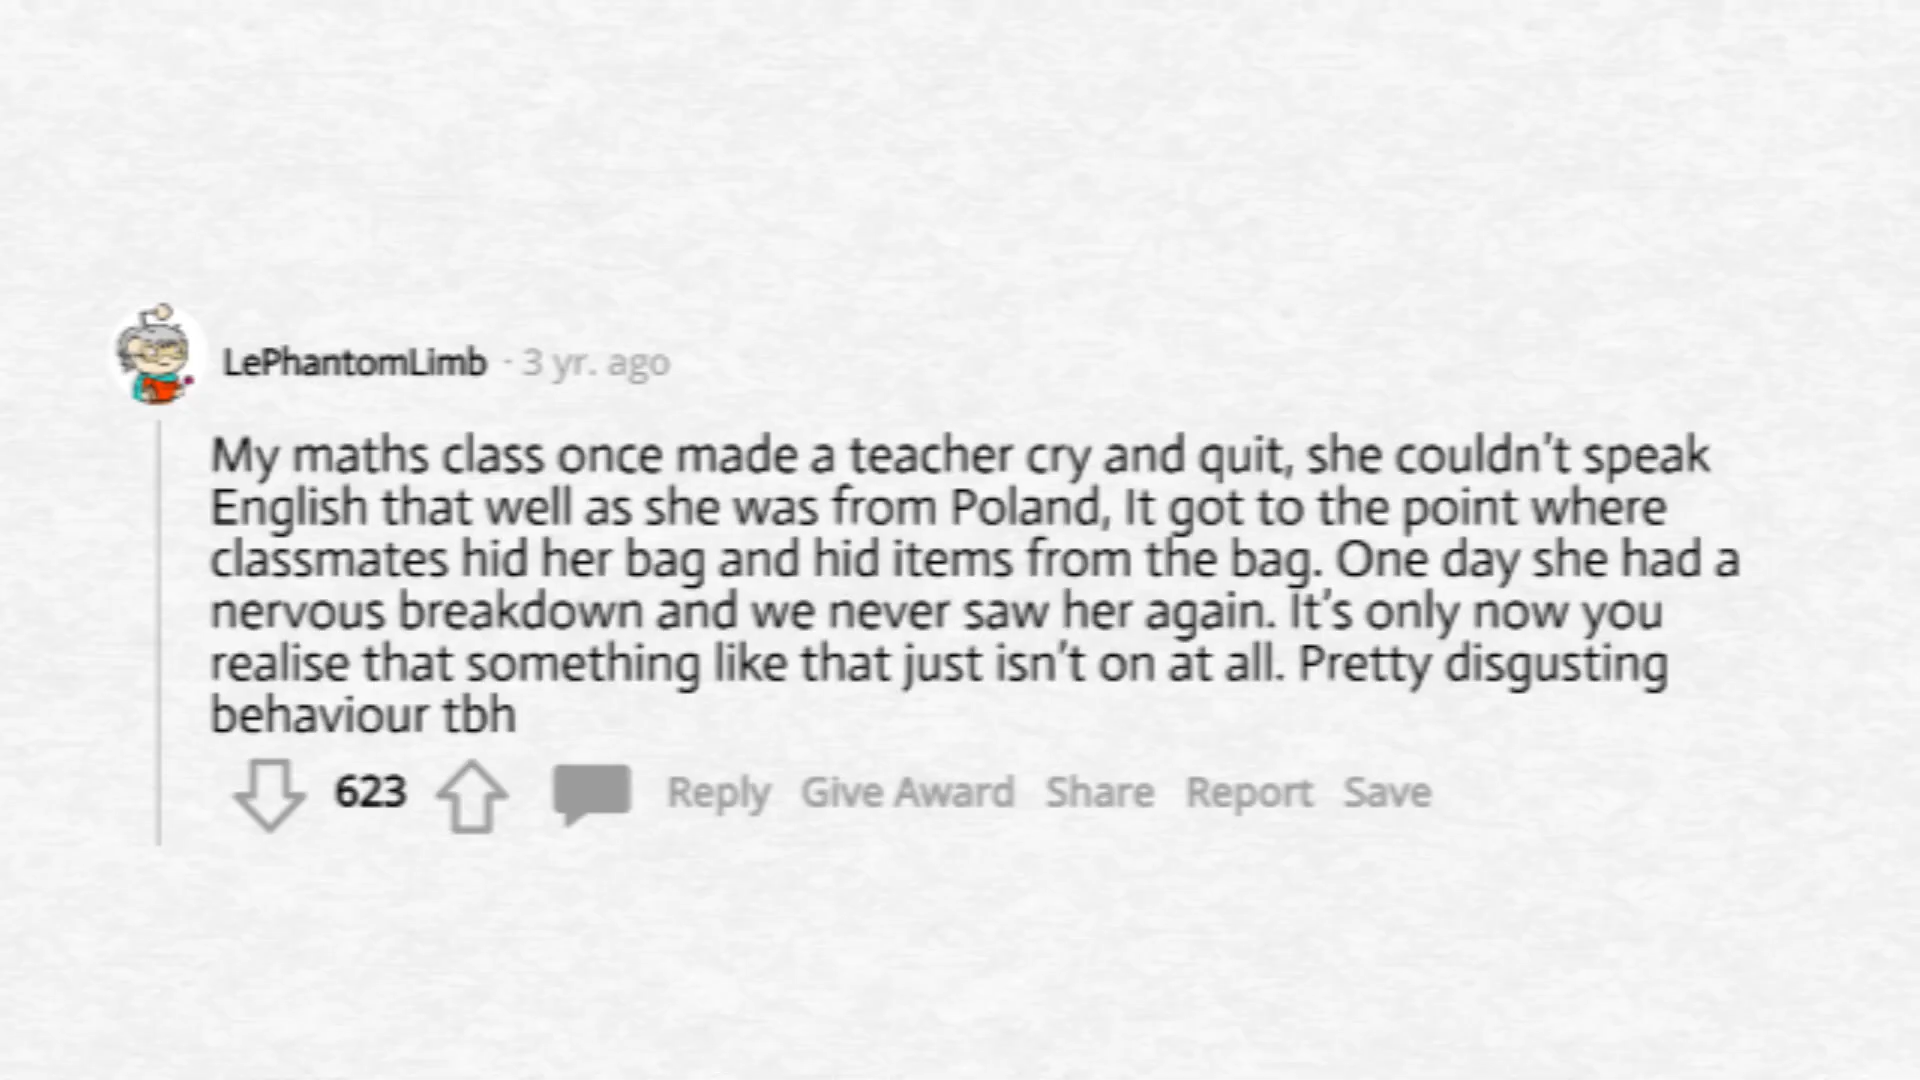 LePhantomLimb · 3 yr. ago
My maths class once made a teacher cry and quit, she couldn't speak
English that well as she was from Poland, It got to the point where
classmates hid her bag and hid items from the bag. One day she had a
nervous breakdown and we never saw her again. It's only now you
realise that something like that just isn't on at all. Pretty disgusting
behaviour tbh
623 Reply Give Award Share Report Save